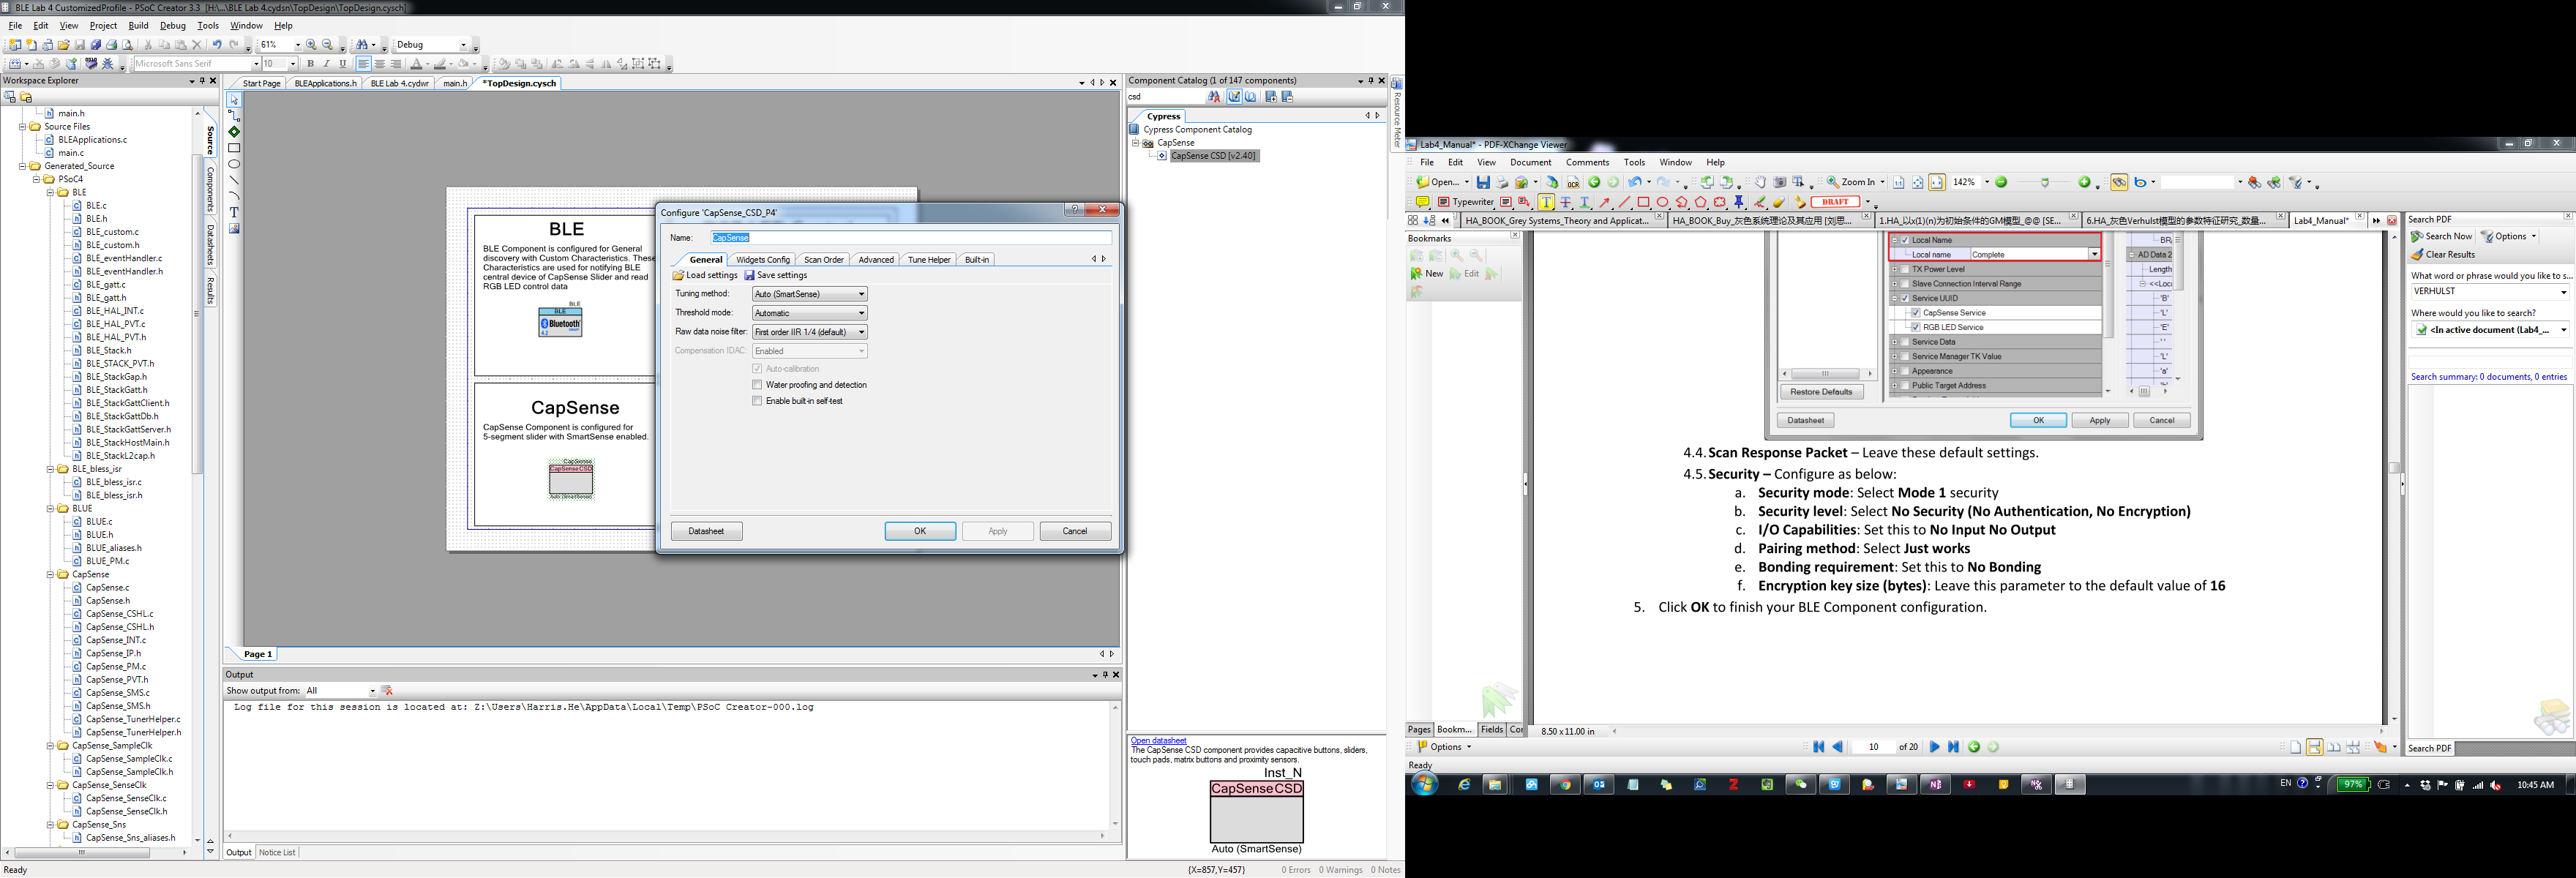 BLE Lab 4 CustomizedProfile - PSoC Creator 3.3 [H:\...\BLE Lab 4.cydsn\TopDesign\TopDesign.cysch]
File Edit View Project Build Debug Tools Window Help
61% Debug
Microsoft Sans Serif 10 B I U
Workspace Explorer
main.h
Source Files
BLEApplications.c
main.c
Generated_Source
PSoC4
BLE
BLE.c
BLE.h
BLE_custom.c
BLE_custom.h
BLE_eventHandler.c
BLE_eventHandler.h
BLE_gatt.c
BLE_gatt.h
BLE_HAL_INT.c
BLE_HAL_PVT.c
BLE_HAL_PVT.h
BLE_Stack.h
BLE_STACK_PVT.h
BLE_StackGap.h
BLE_StackGatt.h
BLE_StackGattClient.h
BLE_StackGattDb.h
BLE_StackGattServer.h
BLE_StackHostMain.h
BLE_StackL2cap.h
BLE_bless_isr
BLE_bless_isr.c
BLE_bless_isr.h
BLUE
BLUE.c
BLUE.h
BLUE_aliases.h
BLUE_PM.c
CapSense
CapSense.c
CapSense.h
CapSense_CSHL.c
CapSense_CSHL.h
CapSense_INT.c
CapSense_IP.h
CapSense_PM.c
CapSense_PVT.h
CapSense_SMS.c
CapSense_SMS.h
CapSense_TunerHelper.c
CapSense_TunerHelper.h
CapSense_SampleClk
CapSense_SampleClk.c
CapSense_SampleClk.h
CapSense_SenseClk
CapSense_SenseClk.c
CapSense_SenseClk.h
CapSense_Sns
CapSense_Sns_aliases.h
Source
Components
Datasheets
Results
Start Page BLEApplications.h BLE Lab 4.cydwr main.h *TopDesign.cysch
BLE
BLE Component is configured for General
discovery with Custom Characteristics. These
Characteristics are used for notifying BLE
central device of CapSense Slider and read
RGB LED control data
BLE
BLE
Bluetooth
4.2
CapSense
CapSense Component is configured for
5-segment slider with SmartSense enabled.
CapSense
CapSense CSD
Auto (SmartSense)
Page 1
Configure 'CapSense_CSD_P4'
Name: CapSense
General Widgets Config Scan Order Advanced Tune Helper Built-in
Load settings Save settings
Tuning method: Auto (SmartSense)
Threshold mode: Automatic
Raw data noise filter: First order IIR 1/4 (default)
Compensation IDAC: Enabled
Auto-calibration
Water proofing and detection
Enable built-in self-test
Datasheet OK Apply Cancel
Output
Show output from: All
Log file for this session is located at: Z:\Users\Harris.He\AppData\Local\Temp\PSoC Creator-000.log
Output Notice List
Ready {X=857,Y=457} 0 Errors 0 Warnings 0 Notes
Component Catalog (1 of 147 components)
csd
Cypress
Cypress Component Catalog
CapSense
CapSense CSD [v2.40]
Resource Meter
Open datasheet
The CapSense CSD component provides capacitive buttons, sliders,
touch pads, matrix buttons and proximity sensors.
Inst_N
CapSense CSD
Auto (SmartSense)
Lab4_Manual* - PDF-XChange Viewer
File Edit View Document Comments Tools Window Help
Open... OCR Zoom In 142%
Typewriter DRAFT
HA_BOOK_Grey Systems_Theory and Applicat... HA_BOOK_Buy_灰色系统理论及其应用 [刘思... 1.HA_以x(1)(n)为初始条件的GM模型_@@ [SE... 6.HA_灰色Verhulst模型的参数特征研究_数量... Lab4_Manual*
Bookmarks
New Edit
Local Name
Local name Complete
TX Power Level
Slave Connection Interval Range
Service UUID
CapSense Service
RGB LED Service
Service Data
Service Manager TK Value
Appearance
Public Target Address
AD Data 2
Length
<<Loc
'B'
'L'
'E'
' '
'L'
'a'
Restore Defaults
Datasheet OK Apply Cancel
4.4. Scan Response Packet – Leave these default settings.
4.5. Security – Configure as below:
a. Security mode: Select Mode 1 security
b. Security level: Select No Security (No Authentication, No Encryption)
c. I/O Capabilities: Set this to No Input No Output
d. Pairing method: Select Just works
e. Bonding requirement: Set this to No Bonding
f. Encryption key size (bytes): Leave this parameter to the default value of 16
5. Click OK to finish your BLE Component configuration.
Search PDF
Search Now Options
Clear Results
What word or phrase would you like to s...
VERHULST
Where would you like to search?
<In active document (Lab4_...
Search summary: 0 documents, 0 entries
Pages Bookm... Fields
8.50 x 11.00 in
Options 10 of 20 Search PDF
Ready
EN 97% 10:45 AM